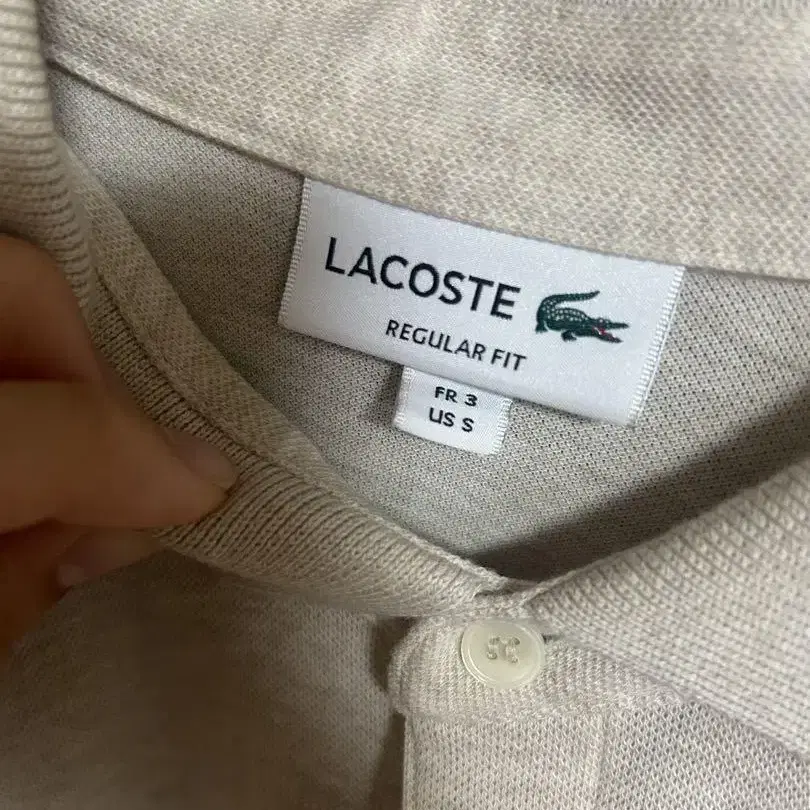 LACOSTE
REGULAR FIT
FR 3
US S